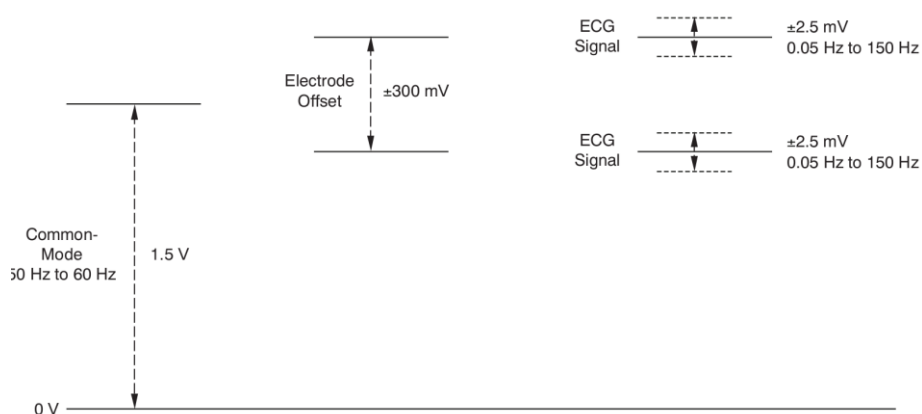 ECG
Signal
±2.5 mV
0.05 Hz to 150 Hz
Electrode
Offset
±300 mV
ECG
Signal
±2.5 mV
0.05 Hz to 150 Hz
Common-
Mode
50 Hz to 60 Hz
1.5 V
0 V